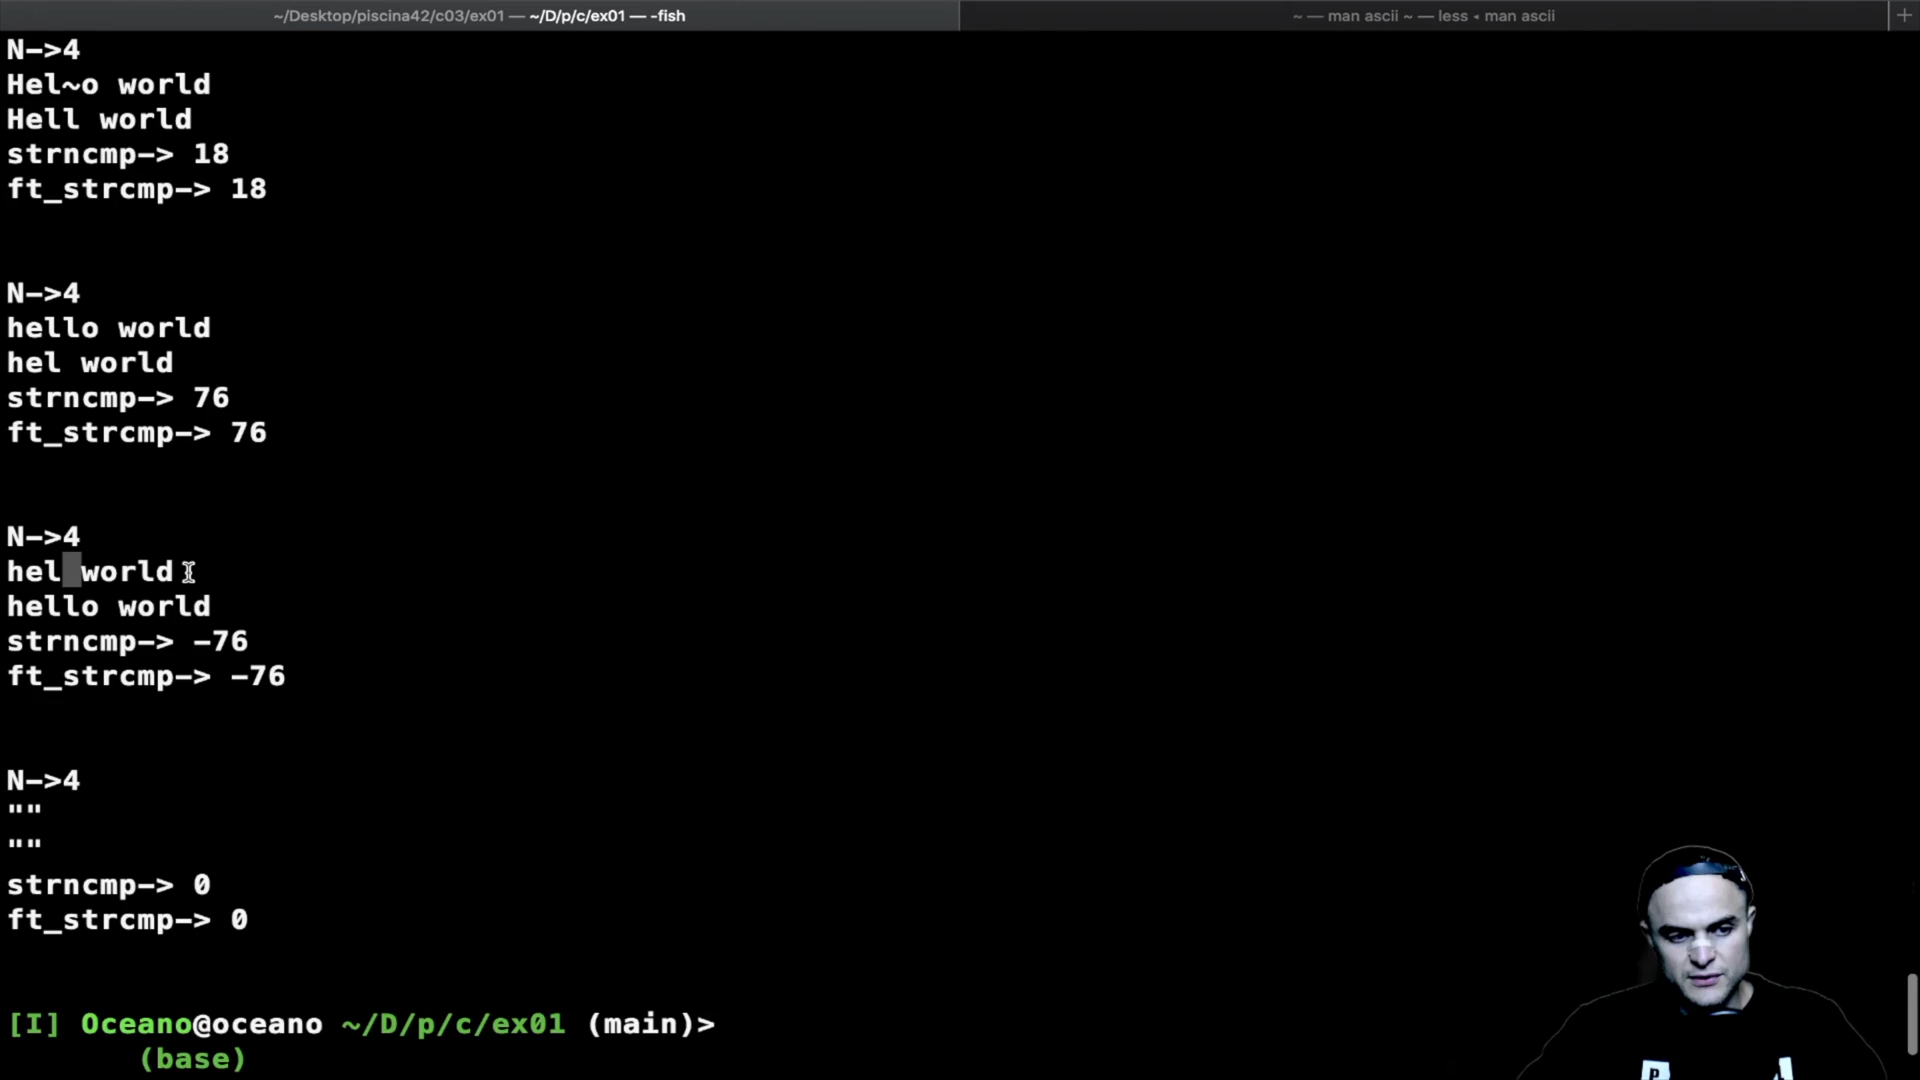 ~/Desktop/piscina42/c03/ex01 — ~/D/p/c/ex01 — -fish
~ — man ascii ~ — less ◂ man ascii
N->4
Hel~o world
Hell world
strncmp-> 18
ft_strcmp-> 18
N->4
hello world
hel world
strncmp-> 76
ft_strcmp-> 76
N->4
hel world
hello world
strncmp-> -76
ft_strcmp-> -76
N->4
""
""
strncmp-> 0
ft_strcmp-> 0
[I] Oceano@oceano ~/D/p/c/ex01 (main)>
(base)